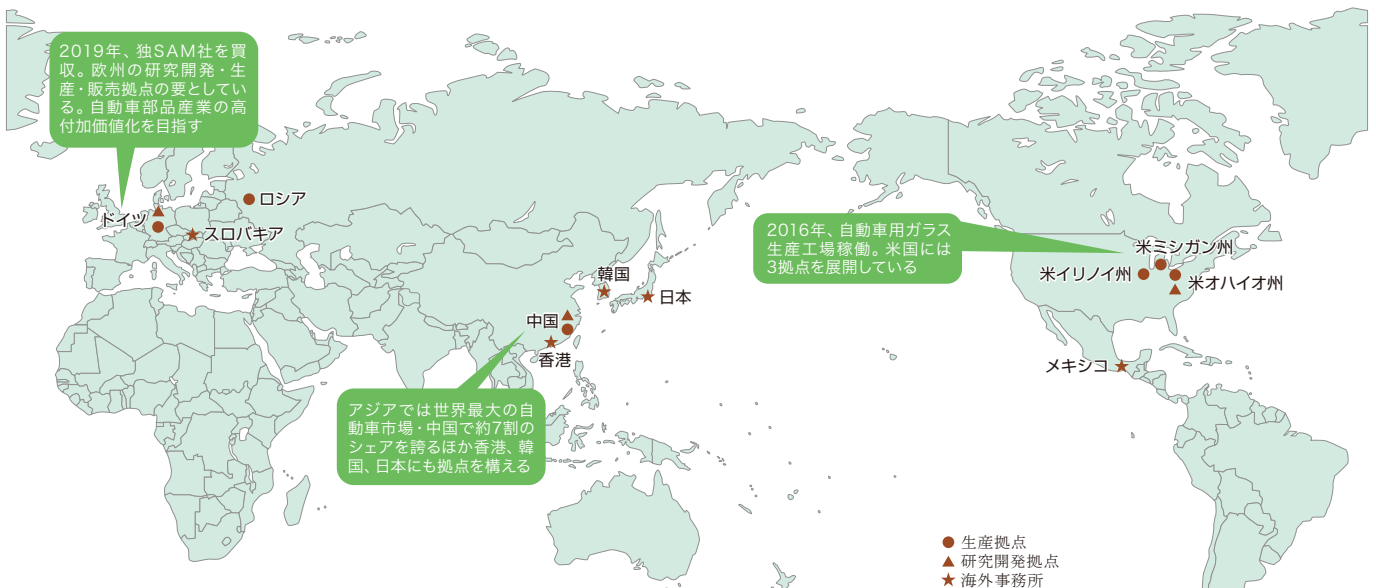 2019年、独SAM社を買
収。欧州の研究開発・生
産・販売拠点の要としてい
る。自動車部品産業の高
付加価値化を目指す
ロシア
ドイツ
スロバキア
2016年、自動車用ガラス
生産工場稼働。米国には
3拠点を展開している
米ミシガン州
米イリノイ州
米オハイオ州
韓国
日本
中国
香港
メキシコ
アジアでは世界最大の自
動車市場・中国で約7割の
シェアを誇るほか香港、韓
国、日本にも拠点を構える
● 生産拠点
▲ 研究開発拠点
★ 海外事務所